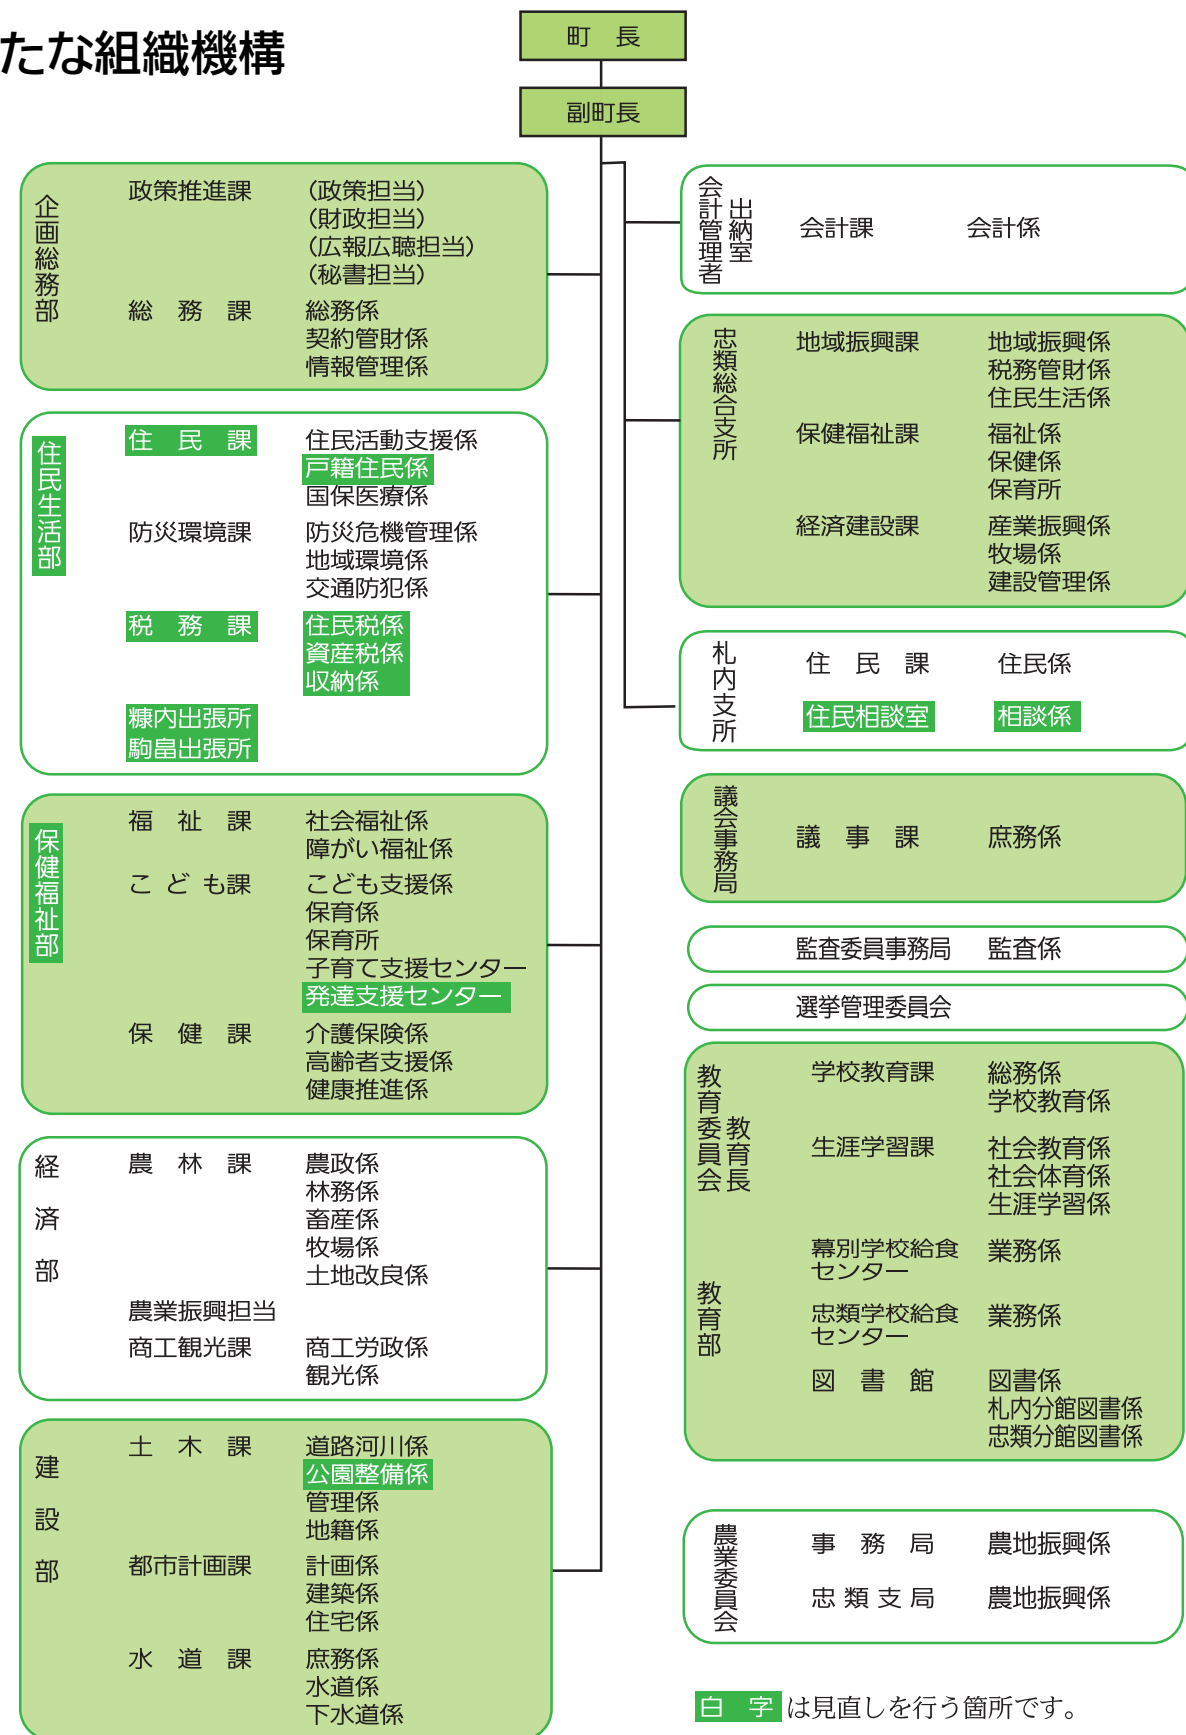 たな組織機構
町　長
副町長
企画総務部
政策推進課　（政策担当）
（財政担当）
（広報広聴担当）
（秘書担当）
総　務　課　総務係
契約管財係
情報管理係
住民生活部
住　民　課　住民活動支援係
戸籍住民係
国保医療係
防災環境課　防災危機管理係
地域環境係
交通防犯係
税　務　課　住民税係
資産税係
収納係
糠内出張所
駒畠出張所
保健福祉部
福　祉　課　社会福祉係
障がい福祉係
こ ど も課　こども支援係
保育係
保育所
子育て支援センター
発達支援センター
保　健　課　介護保険係
高齢者支援係
健康推進係
経済部
農　林　課　農政係
林務係
畜産係
牧場係
土地改良係
農業振興担当
商工観光課　商工労政係
観光係
建設部
土　木　課　道路河川係
公園整備係
管理係
地籍係
都市計画課　計画係
建築係
住宅係
水　道　課　庶務係
水道係
下水道係
会計管理者
出納室
会計課　会計係
忠類総合支所
地域振興課　地域振興係
税務管財係
住民生活係
保健福祉課　福祉係
保健係
保育所
経済建設課　産業振興係
牧場係
建設管理係
札内支所
住　民　課　住民係
住民相談室　相談係
議会事務局
議　事　課　庶務係
監査委員事務局　監査係
選挙管理委員会
教育委員会
教育長
教育部
学校教育課　総務係
学校教育係
生涯学習課　社会教育係
社会体育係
生涯学習係
幕別学校給食　業務係
センター
忠類学校給食　業務係
センター
図　書　館　図書係
札内分館図書係
忠類分館図書係
農業委員会
事　務　局　農地振興係
忠 類 支 局　農地振興係
白　字は見直しを行う箇所です。